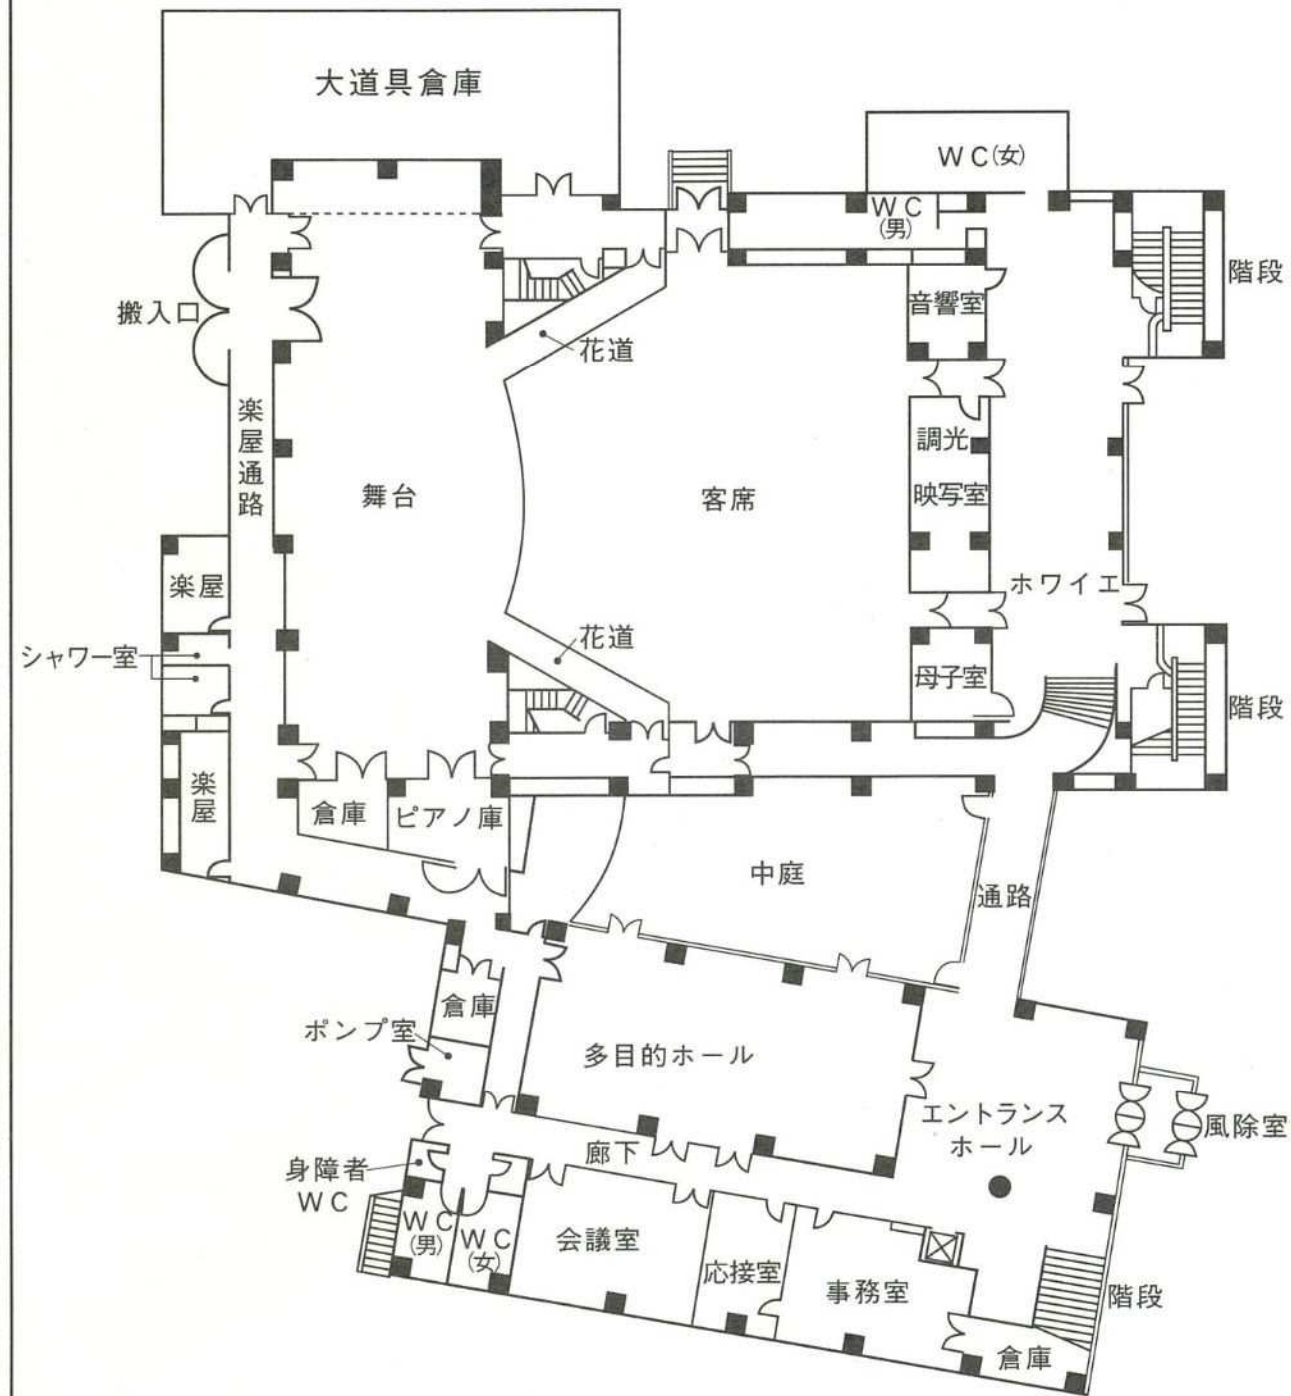 大道具倉庫
WC(女)
WC
(男)
階段
搬入口
音響室
花道
楽屋通路
調光
映写室
舞台
客席
楽屋
ホワイエ
シャワー室
花道
母子室
階段
楽屋
倉庫
ピアノ庫
中庭
通路
倉庫
ポンプ室
多目的ホール
エントランス
ホール
風除室
廊下
身障者
WC
WC
(男)
WC
(女)
会議室
応接室
事務室
階段
倉庫